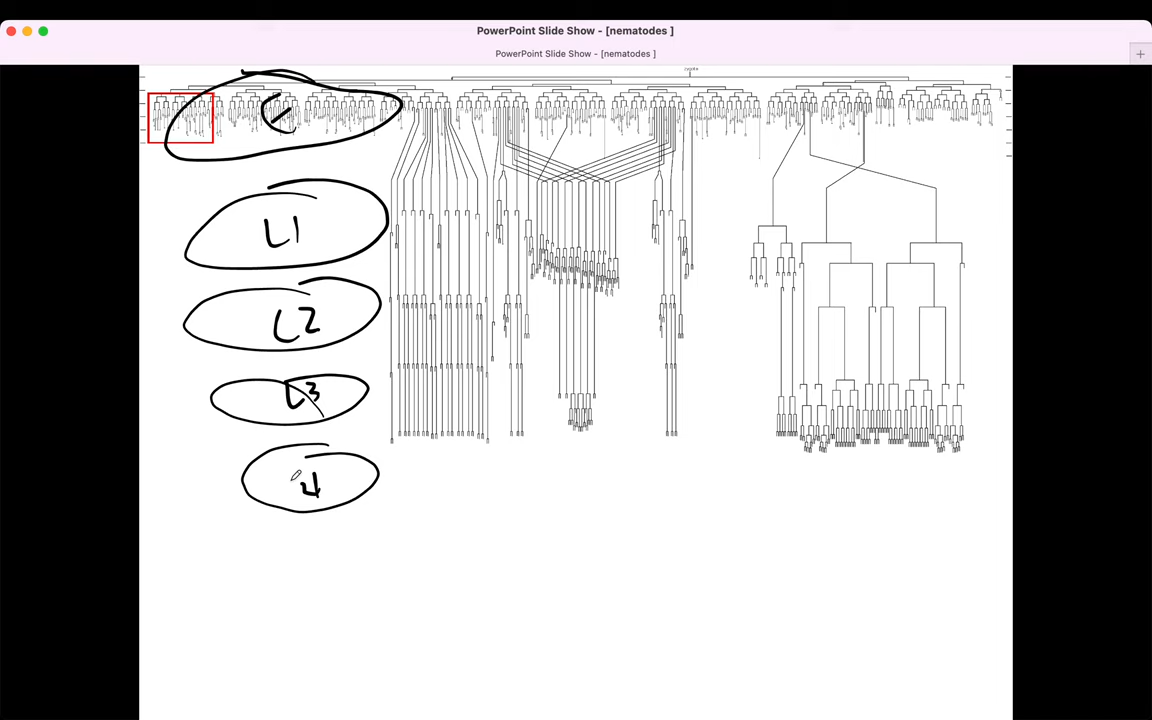 PowerPoint Slide Show - [nematodes ]
PowerPoint Slide Show - [nematodes ]
L1
L2
L3
4